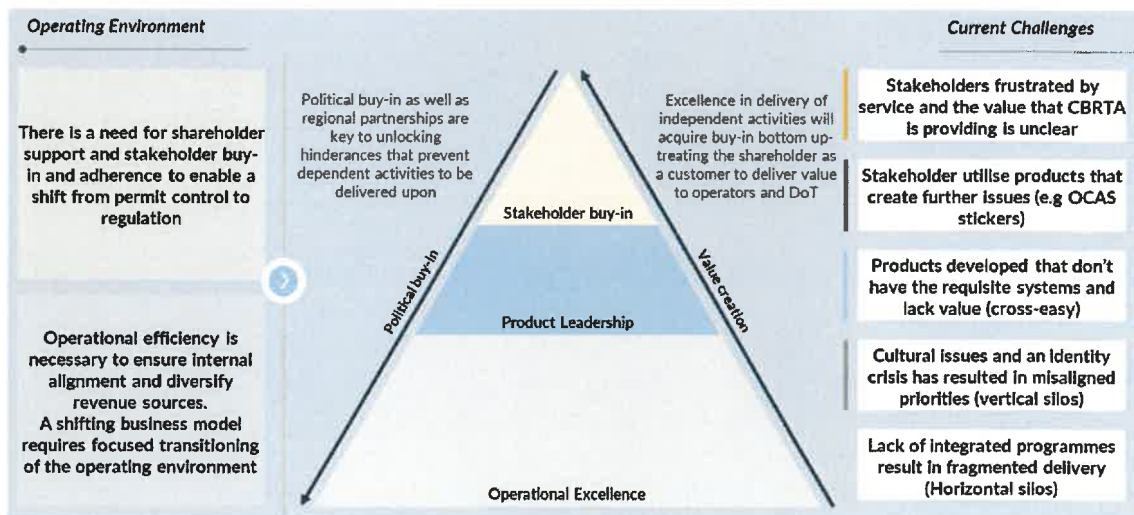 Operating Environment
There is a need for shareholder
support and stakeholder buy-
in and adherence to enable a
shift from permit control to
regulation
Operational efficiency is
necessary to ensure internal
alignment and diversify
revenue sources.
A shifting business model
requires focused transitioning
of the operating environment
Political buy-in as well as
regional partnerships are
key to unlocking
hinderances that prevent
dependent activities to be
delivered upon
Political buy-in
Stakeholder buy-in
Product Leadership
Operational Excellence
Value creation
Excellence in delivery of
independent activities will
acquire buy-in bottom up-
treating the shareholder as
a customer to deliver value
to operators and DoT
Current Challenges
Stakeholders frustrated by
service and the value that CBRTA
is providing is unclear
Stakeholder utilise products that
create further issues (e.g OCAS
stickers)
Products developed that don't
have the requisite systems and
lack value (cross-easy)
Cultural issues and an identity
crisis has resulted in misaligned
priorities (vertical silos)
Lack of integrated programmes
result in fragmented delivery
(Horizontal silos)